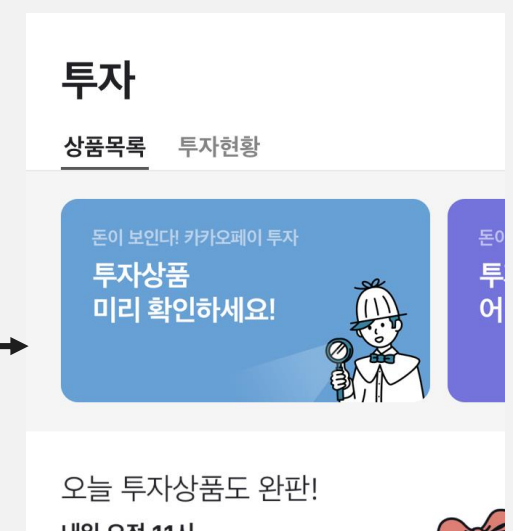 투자
상품목록 투자현황
돈이 보인다! 카카오페이 투자
투자상품
미리 확인하세요!
오늘 투자상품도 완판!